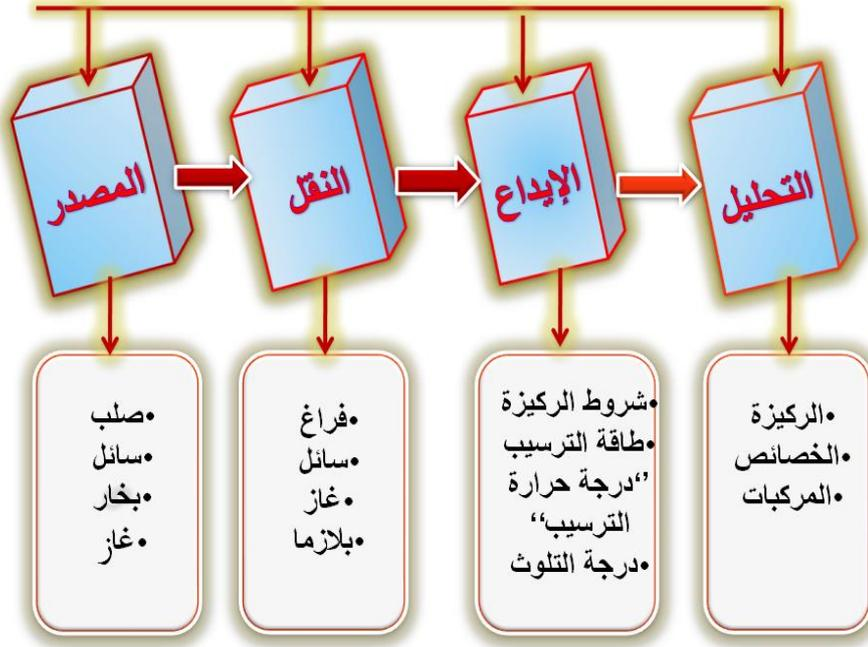 المصدر
النقل
الإيداع
التحليل
•صلب
•سائل
•بخار
•غاز
•فراغ
•سائل
•غاز
•بلازما
•شروط الركيزة
•طاقة الترسيب
“درجة حرارة
الترسيب“
•درجة التلوث
•الركيزة
•الخصائص
•المركبات